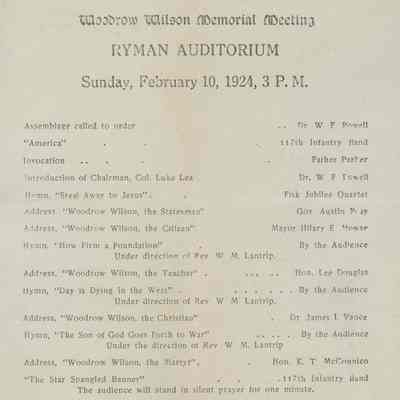 Woodrow Wilson Memorial Meeting
RYMAN AUDITORIUM
Sunday, February 10, 1924, 3 P. M.
Assemblage called to order . . Dr. W F Powell
"America" . . . 117th Infantry Band
Invocation . . . . Father Parker
Introduction of Chairman, Col. Luke Lea Dr. W F Powell
Hymn, "Steal Away to Jesus" . . Fisk Jubilee Quartet
Address, "Woodrow Wilson, the Statesman" Gov. Austin Peay
Address, "Woodrow Wilson, the Citizen" Mayor Hilary E. Howse
Hymn, "How Firm a Foundation" . By the Audience
Under direction of Rev. W. M. Lantrip.
Address, "Woodrow Wilson, the Teacher" . . . . . . . Hon. Lee Douglas
Hymn, "Day is Dying in the West" . . . . . . . By the Audience
Under direction of Rev W. M. Lantrip.
Address, "Woodrow Wilson, the Christian" . Dr James I. Vance
Hymn, "The Son of God Goes Forth to War" . . . . . By the Audience
Under direction of Rev. W. M. Lantrip
Address, "Woodrow Wilson, the Martyr", . . Hon. K. T. McConnico
"The Star Spangled Banner" . . . 117th Infantry Band
The audience will stand in silent prayer for one minute.